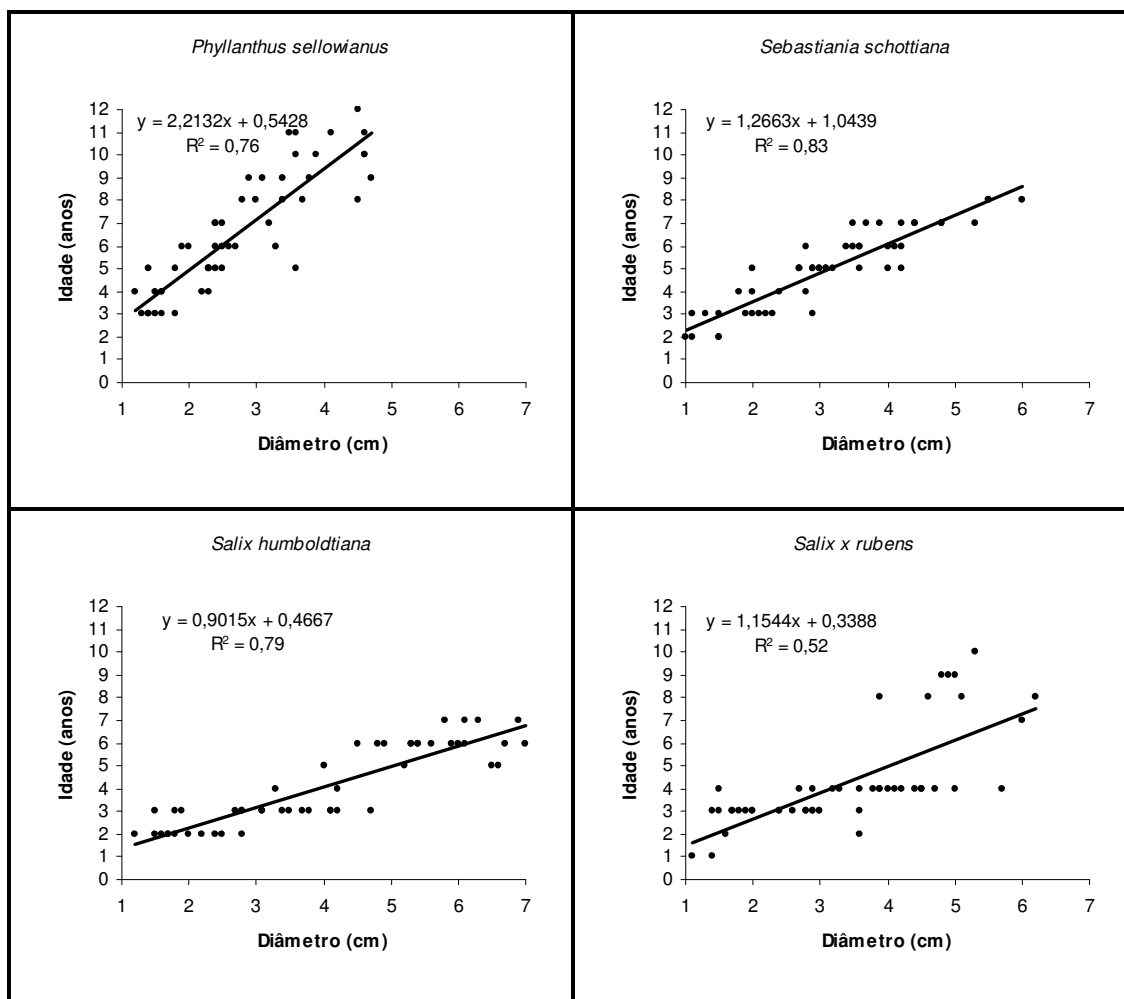 Phyllanthus sellowianus
y = 2,2132x + 0,5428
R² = 0,76
Idade (anos)
12
11
10
9
8
7
6
5
4
3
2
1
0
1 2 3 4 5 6 7
Diâmetro (cm)
Sebastiania schottiana
y = 1,2663x + 1,0439
R² = 0,83
Idade (anos)
12
11
10
9
8
7
6
5
4
3
2
1
0
1 2 3 4 5 6 7
Diâmetro (cm)
Salix humboldtiana
y = 0,9015x + 0,4667
R² = 0,79
Idade (anos)
12
11
10
9
8
7
6
5
4
3
2
1
0
1 2 3 4 5 6 7
Diâmetro (cm)
Salix x rubens
y = 1,1544x + 0,3388
R² = 0,52
Idade (anos)
12
11
10
9
8
7
6
5
4
3
2
1
0
1 2 3 4 5 6 7
Diâmetro (cm)